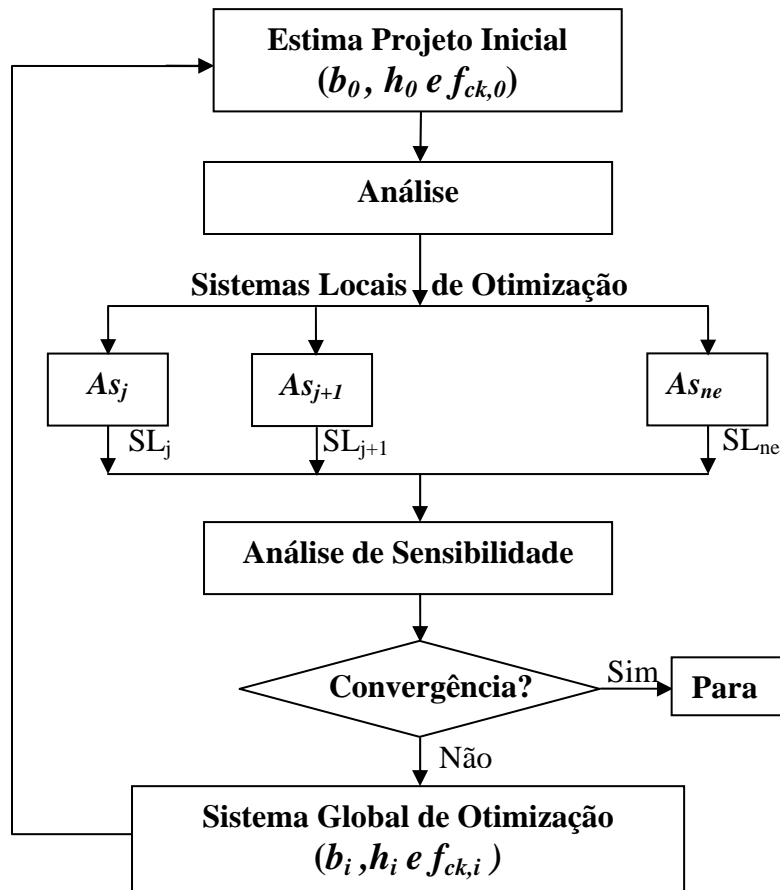 Estima Projeto Inicial
(b0 , h0 e fck,0)
Análise
Sistemas Locais de Otimização
Asj
Asj+1
Asne
SLj
SLj+1
SLne
Análise de Sensibilidade
Convergência?
Sim
Para
Não
Sistema Global de Otimização
(bi ,hi e fck,i )